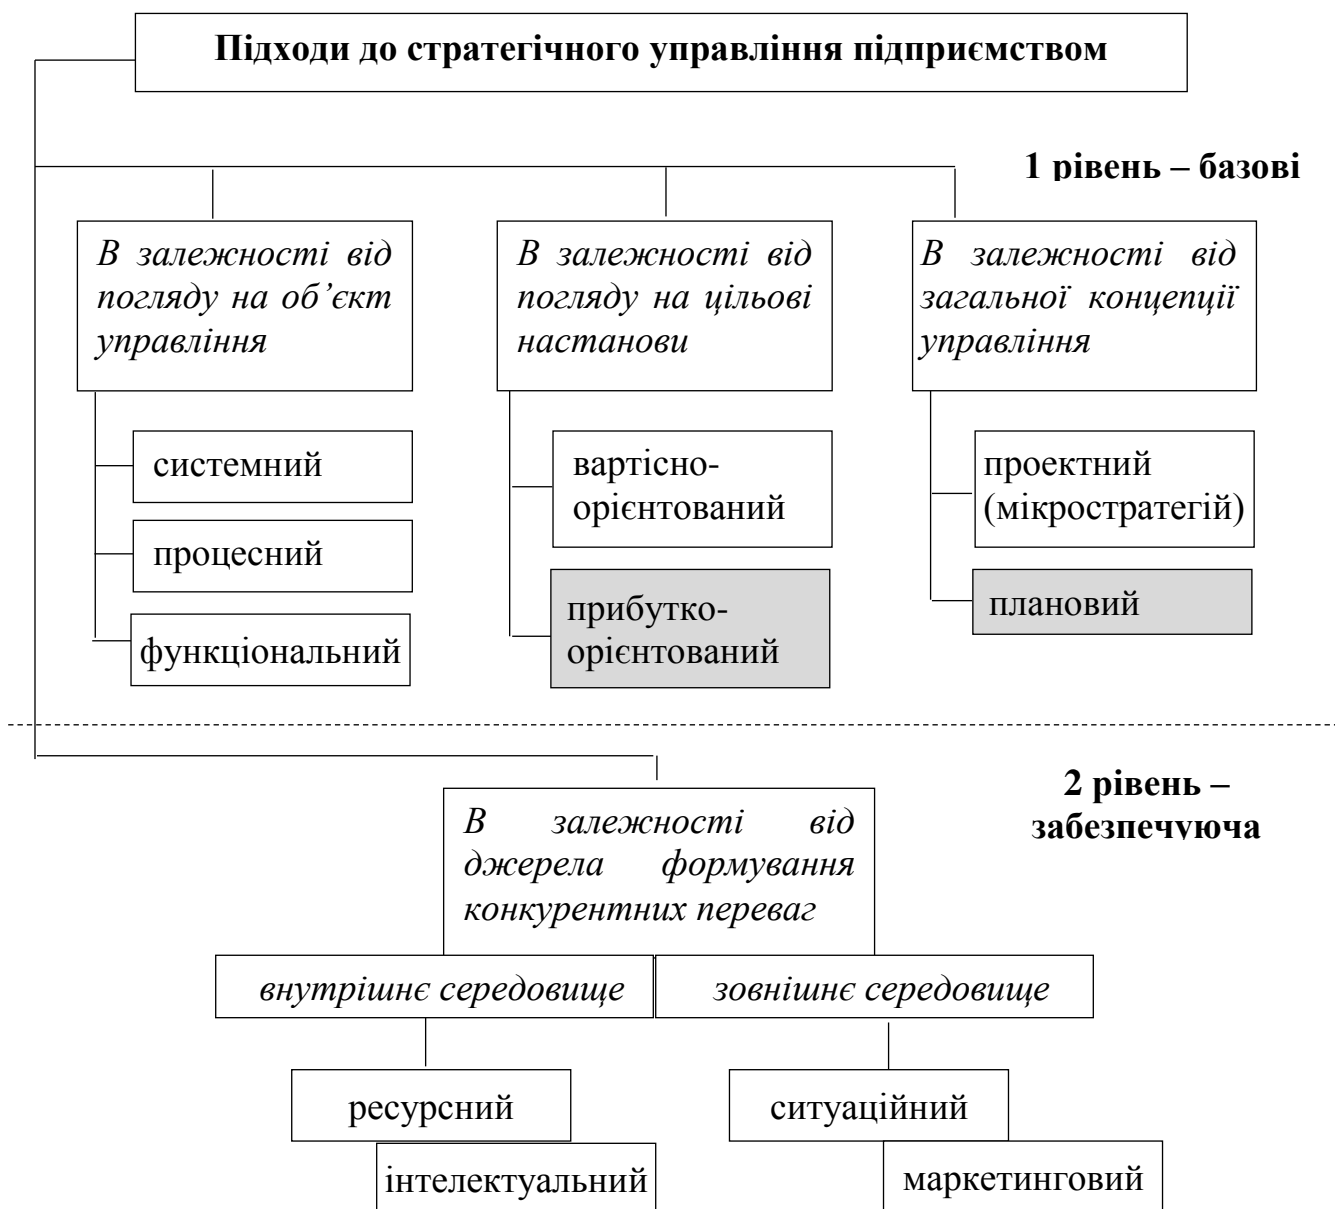 Підходи до стратегічного управління підприємством
1 рівень – базові
В залежності від
погляду на об’єкт
управління
В залежності від
погляду на цільові
настанови
В залежності від
загальної концепції
управління
системний
процесний
функціональний
вартісно-
орієнтований
прибутко-
орієнтований
проектний
(мікростратегій)
плановий
2 рівень –
забезпечуюча
В залежності від
джерела формування
конкурентних переваг
внутрішнє середовище
зовнішнє середовище
ресурсний
інтелектуальний
ситуаційний
маркетинговий